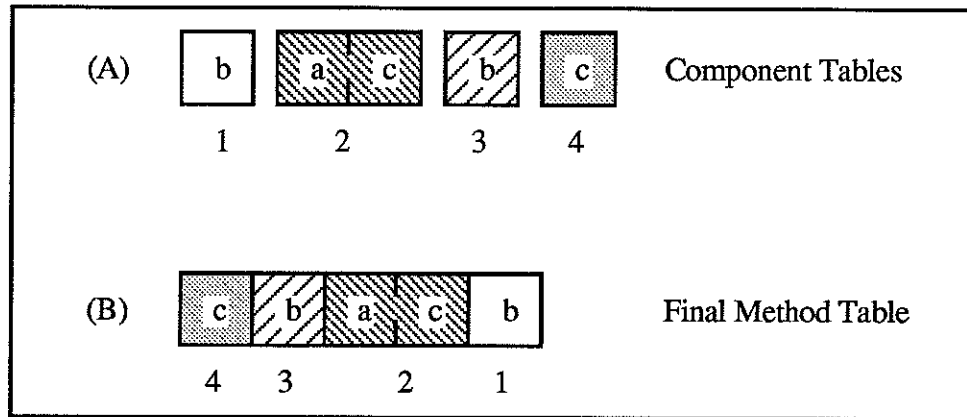 (A) b a c b c Component Tables
1 2 3 4
(B) c b a c b Final Method Table
4 3 2 1